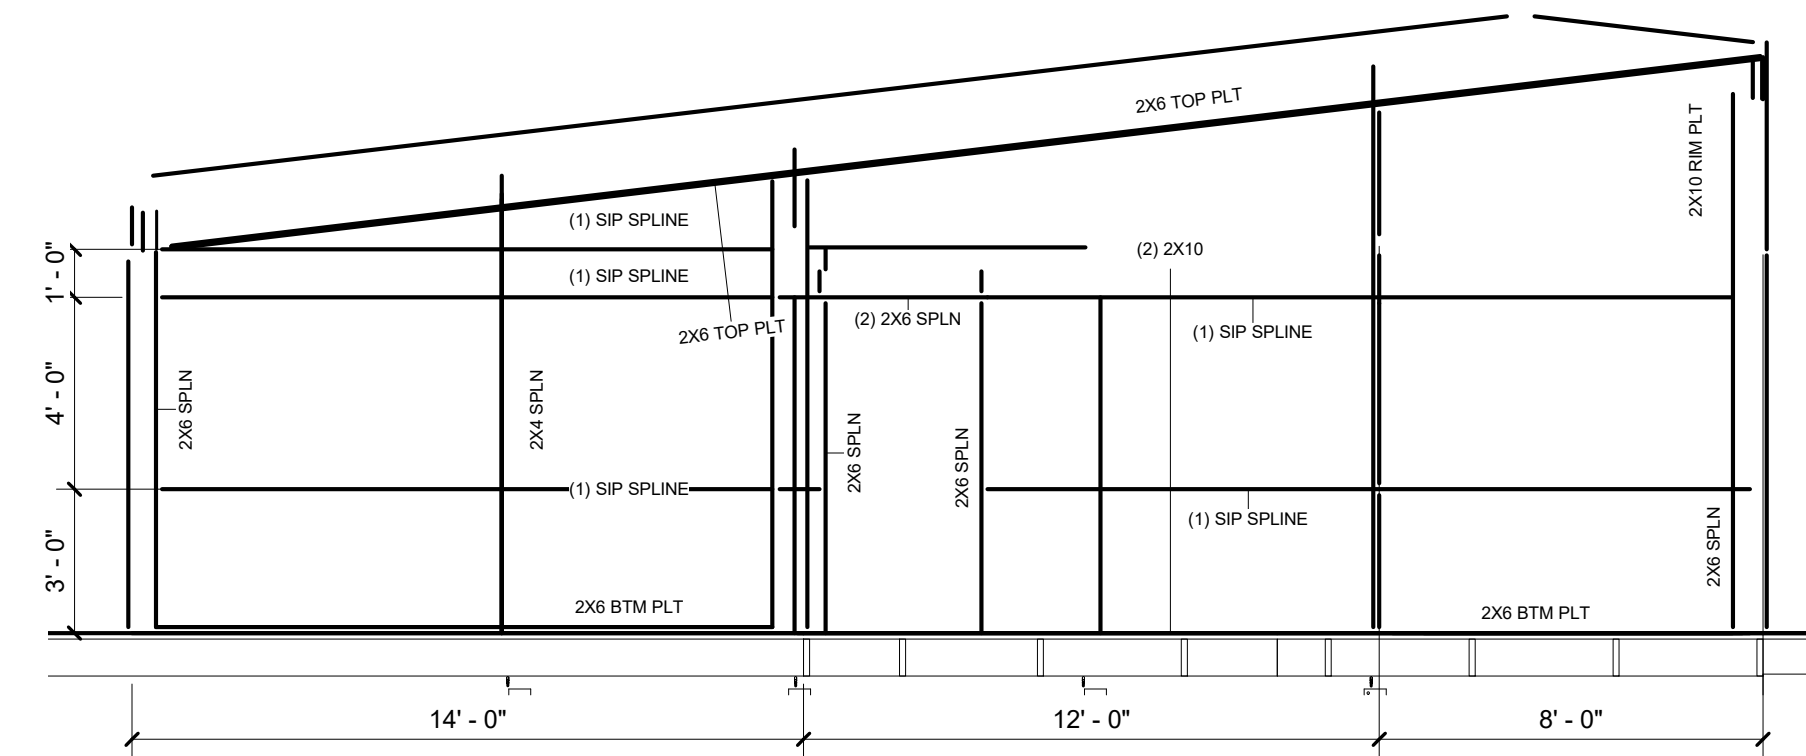 2X6 TOP PLT
2X10 RIM PLT
(1) SIP SPLINE
(2) 2X10
1' - 0"
(1) SIP SPLINE
2X6 TOP PLT
(2) 2X6 SPLN
(1) SIP SPLINE
4' - 0"
2X6 SPLN
2X4 SPLN
2X6 SPLN
2X6 SPLN
(1) SIP SPLINE
(1) SIP SPLINE
3' - 0"
2X6 SPLN
2X6 BTM PLT
2X6 BTM PLT
14' - 0"
12' - 0"
8' - 0"